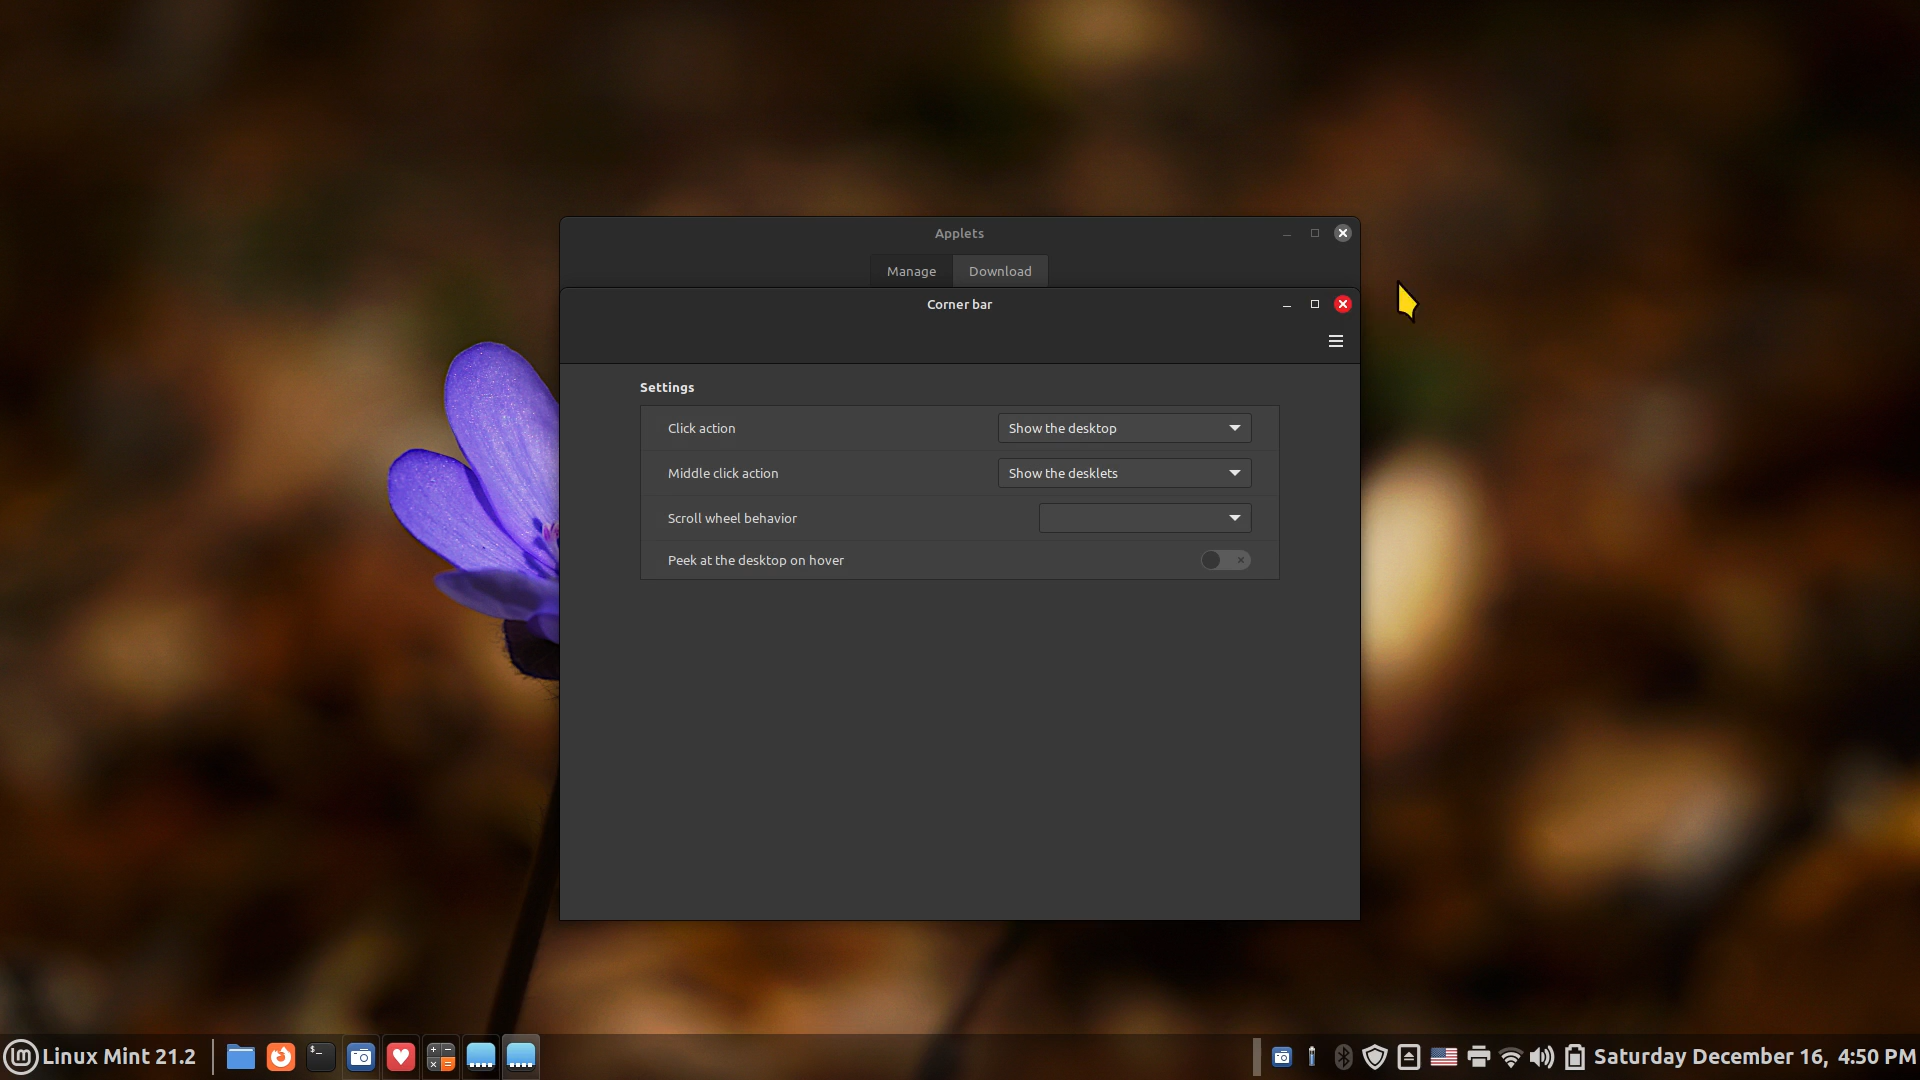 Applets
Manage
Download
Corner bar
Settings
Click action
Show the desktop
Middle click action
Show the desklets
Scroll wheel behavior
Peek at the desktop on hover
Linux Mint 21.2
$_
Saturday December 16, 4:50 PM